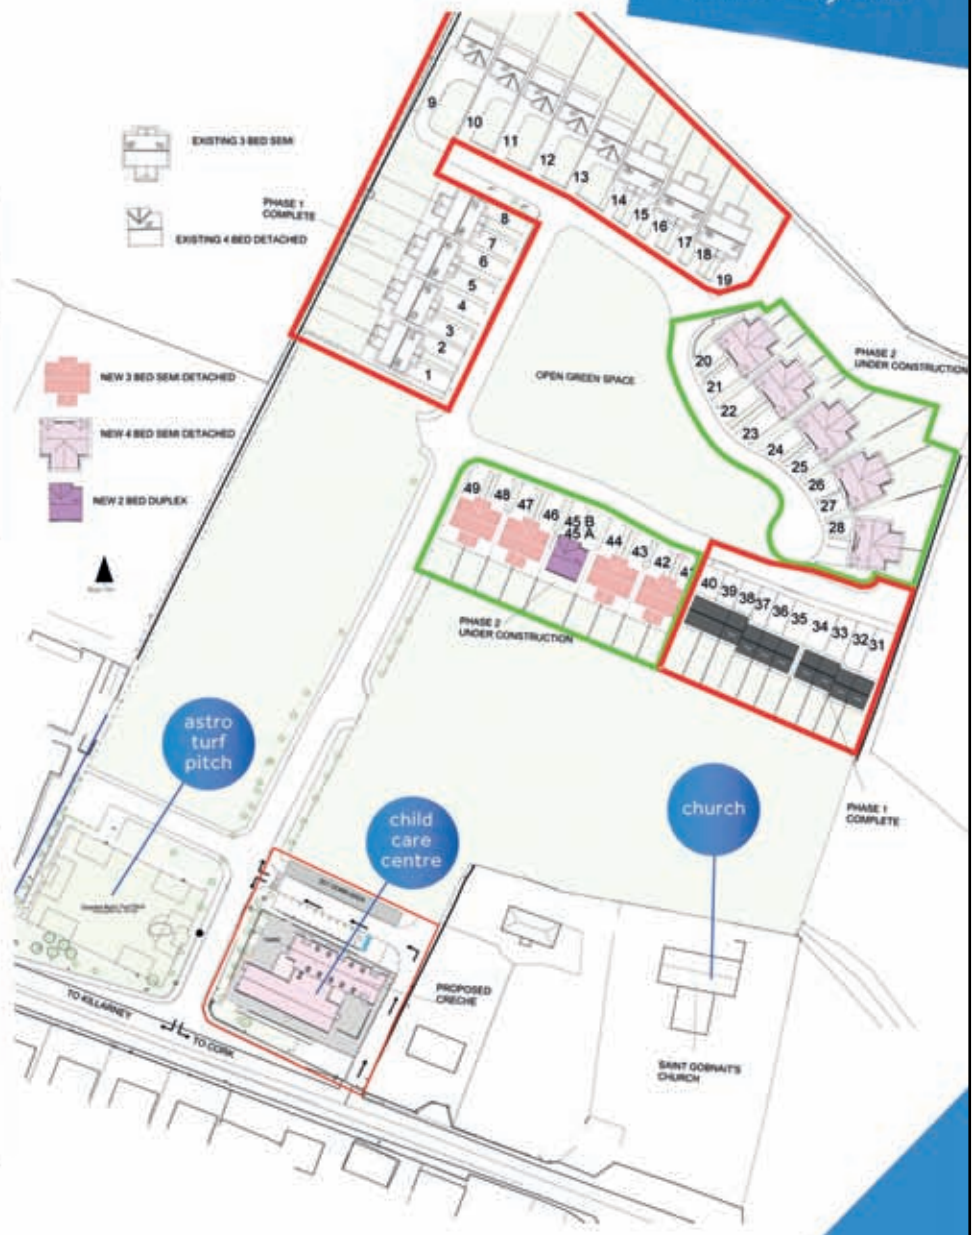 EXISTING 3 BED SEMI
PHASE 1
COMPLETE
EXISTING 4 BED DETACHED
NEW 3 BED SEMI DETACHED
NEW 4 BED SEMI DETACHED
NEW 2 BED DUPLEX
9
10
11
12
13
14
15
16
17
18
19
8
7
6
5
4
3
2
1
OPEN GREEN SPACE
PHASE 2
UNDER CONSTRUCTION
20
21
22
23
24
25
26
27
28
49
48
47
46
45 B
45 A
44
43
42
40
39
38
37
36
35
34
33
32
31
PHASE 2
UNDER CONSTRUCTION
PHASE 1
COMPLETE
astro
turf
pitch
child
care
centre
church
PROPOSED
CRECHE
SAINT GOBNAIT'S
CHURCH
TO KILLARNEY
TO CORK